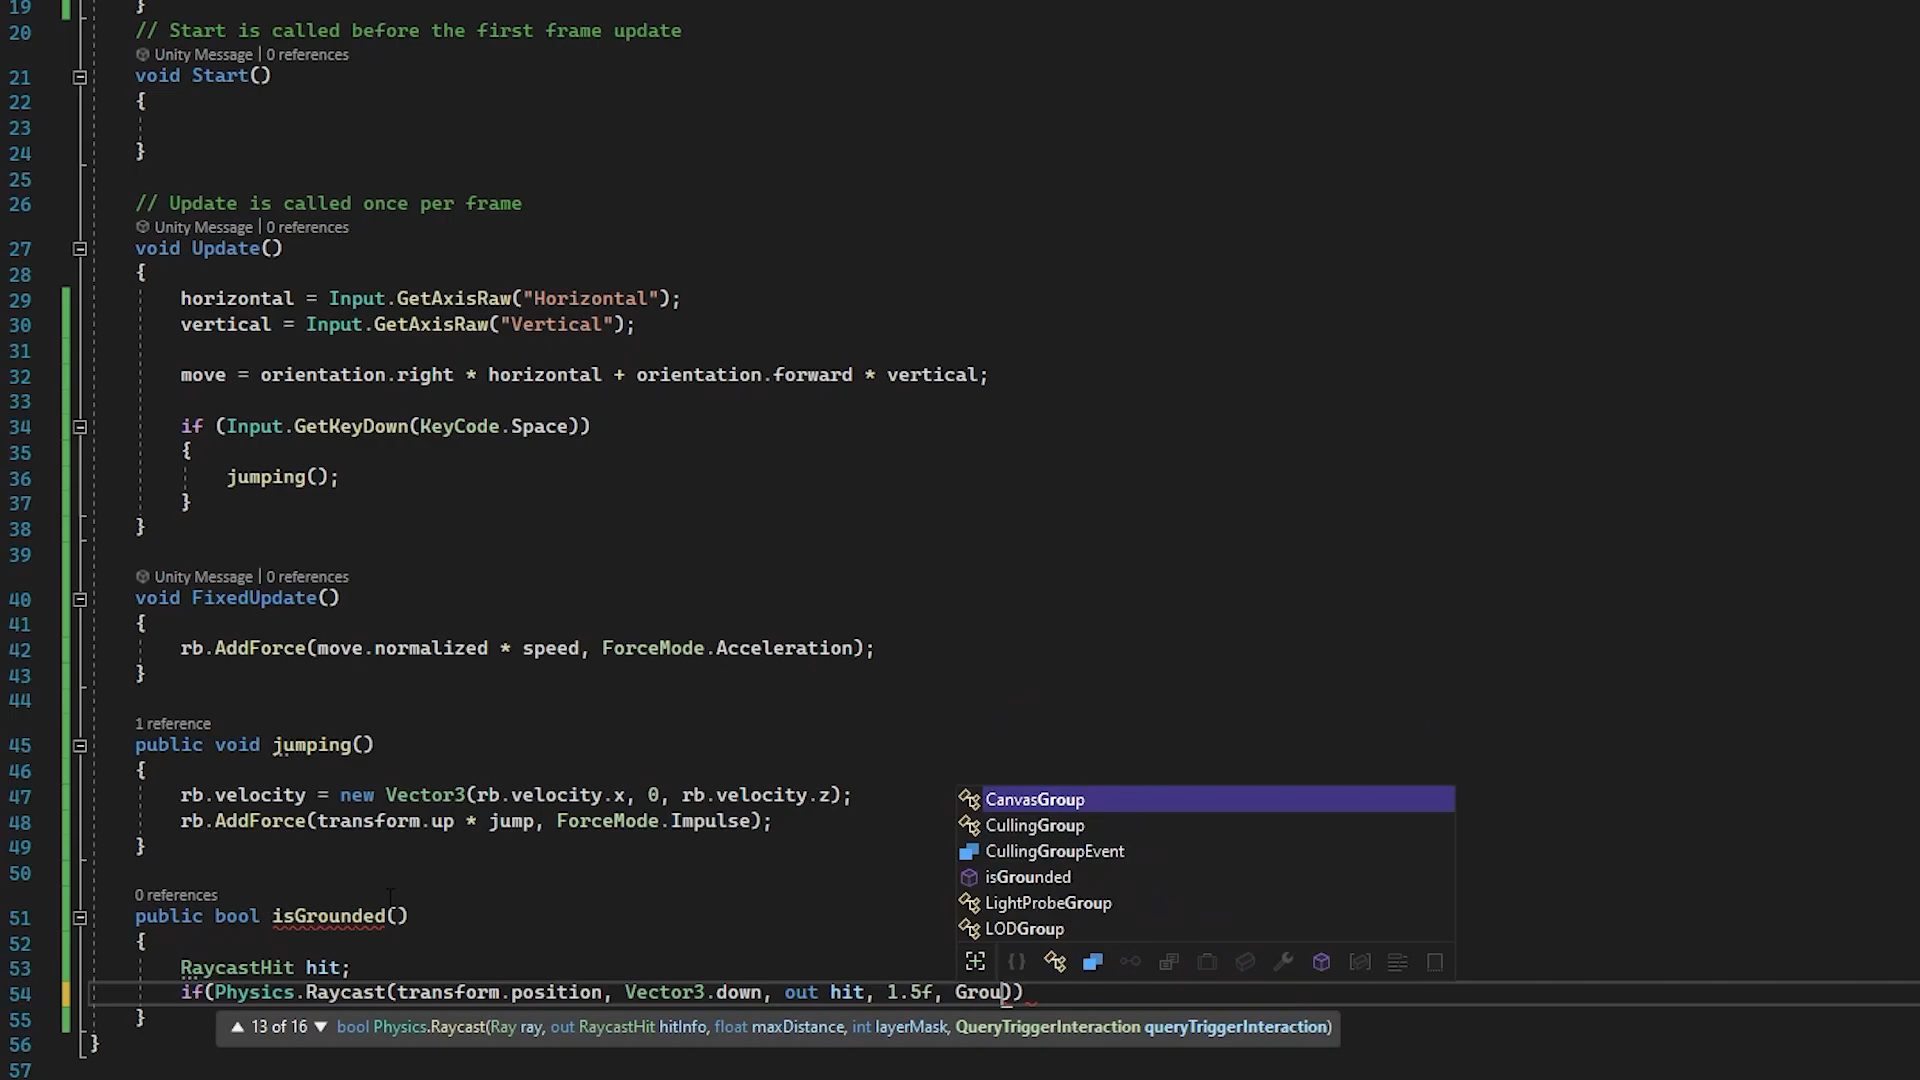 19 }
20 // Start is called before the first frame update
Unity Message | 0 references
21 void Start()
22 {
23
24 }
25
26 // Update is called once per frame
Unity Message | 0 references
27 void Update()
28 {
29 horizontal = Input.GetAxisRaw("Horizontal");
30 vertical = Input.GetAxisRaw("Vertical");
31
32 move = orientation.right * horizontal + orientation.forward * vertical;
33
34 if (Input.GetKeyDown(KeyCode.Space))
35 {
36 jumping();
37 }
38 }
39
Unity Message | 0 references
40 void FixedUpdate()
41 {
42 rb.AddForce(move.normalized * speed, ForceMode.Acceleration);
43 }
44
1 reference
45 public void jumping()
46 {
47 rb.velocity = new Vector3(rb.velocity.x, 0, rb.velocity.z);
48 rb.AddForce(transform.up * jump, ForceMode.Impulse);
49 }
50
0 references
51 public bool isGrounded()
52 {
53 RaycastHit hit;
54 if(Physics.Raycast(transform.position, Vector3.down, out hit, 1.5f, Grou))
55 }
56 }
57
CanvasGroup
CullingGroup
CullingGroupEvent
isGrounded
LightProbeGroup
LODGroup
▲ 13 of 16 ▼ bool Physics.Raycast(Ray ray, out RaycastHit hitInfo, float maxDistance, int layerMask, QueryTriggerInteraction queryTriggerInteraction)